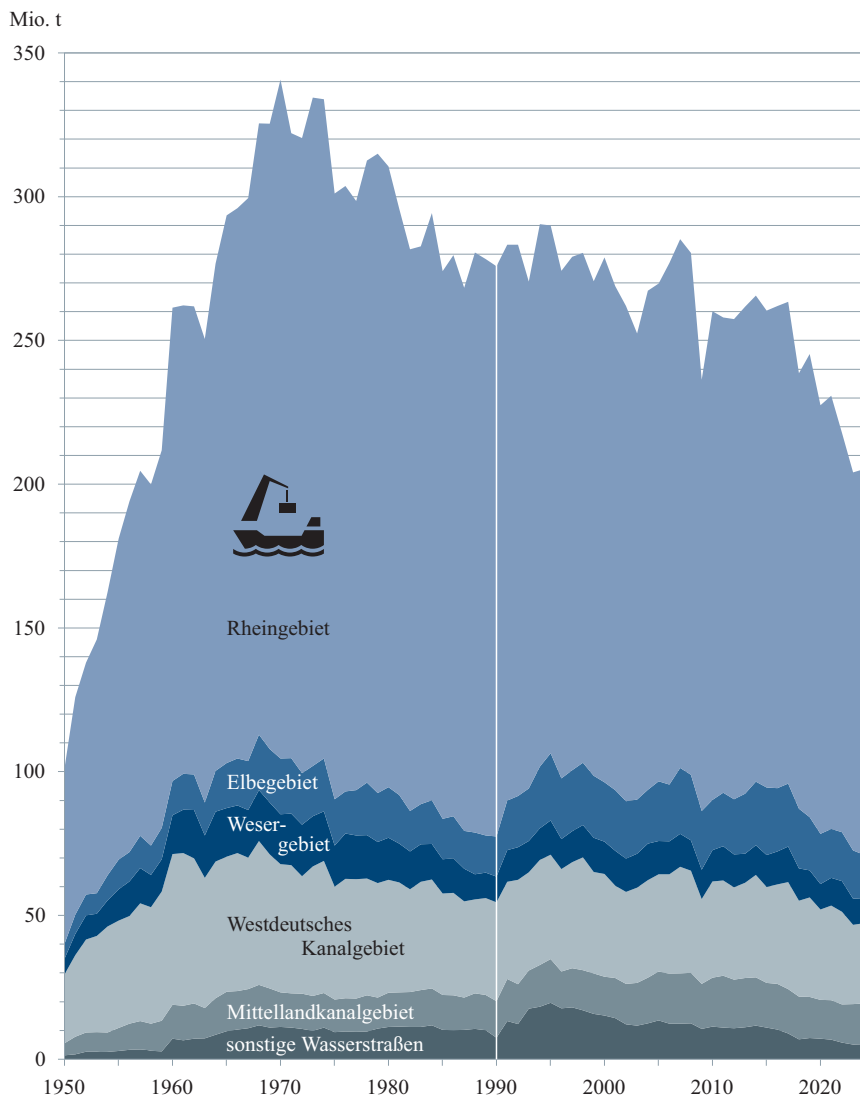 Mio. t
350
300
250
200
150
100
50
0
Rheingebiet
Elbegebiet
Weser-
gebiet
Westdeutsches
Kanalgebiet
Mittellandkanalgebiet
sonstige Wasserstraßen
1950 1960 1970 1980 1990 2000 2010 2020